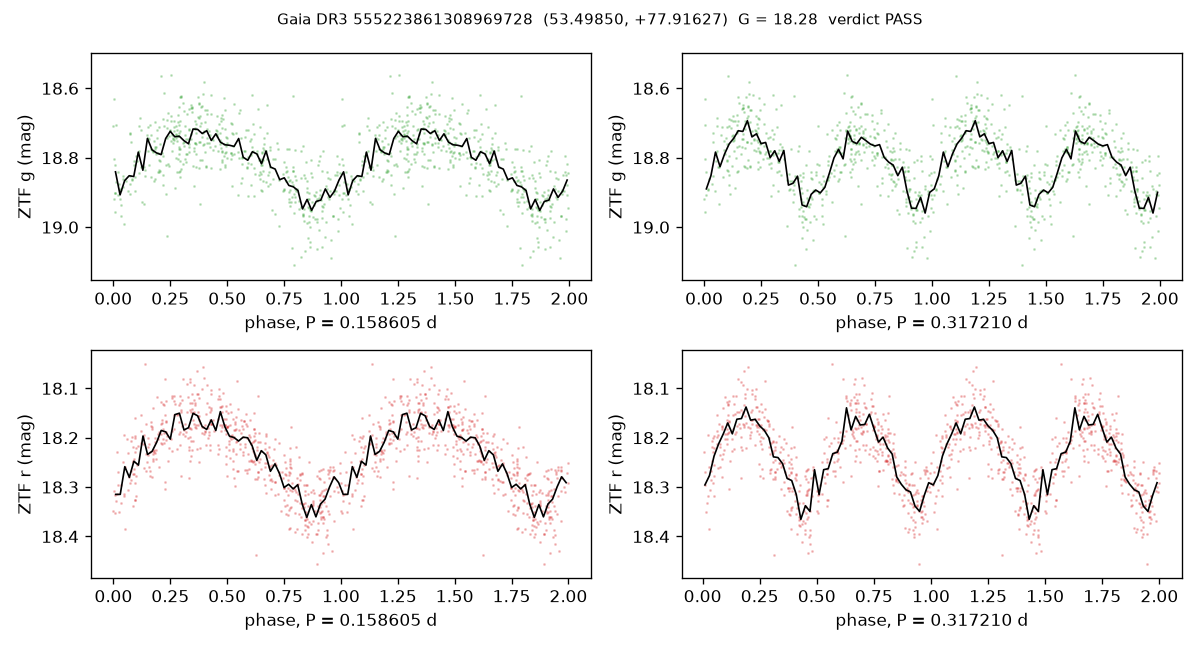 Gaia DR3 555223861308969728 (53.49850, +77.91627) G = 18.28 verdict PASS
ZTF g (mag)
18.6
18.8
19.0
0.00 0.25 0.50 0.75 1.00 1.25 1.50 1.75 2.00
phase, P = 0.158605 d
ZTF g (mag)
18.6
18.8
19.0
0.00 0.25 0.50 0.75 1.00 1.25 1.50 1.75 2.00
phase, P = 0.317210 d
ZTF r (mag)
18.1
18.2
18.3
18.4
0.00 0.25 0.50 0.75 1.00 1.25 1.50 1.75 2.00
phase, P = 0.158605 d
ZTF r (mag)
18.1
18.2
18.3
18.4
0.00 0.25 0.50 0.75 1.00 1.25 1.50 1.75 2.00
phase, P = 0.317210 d